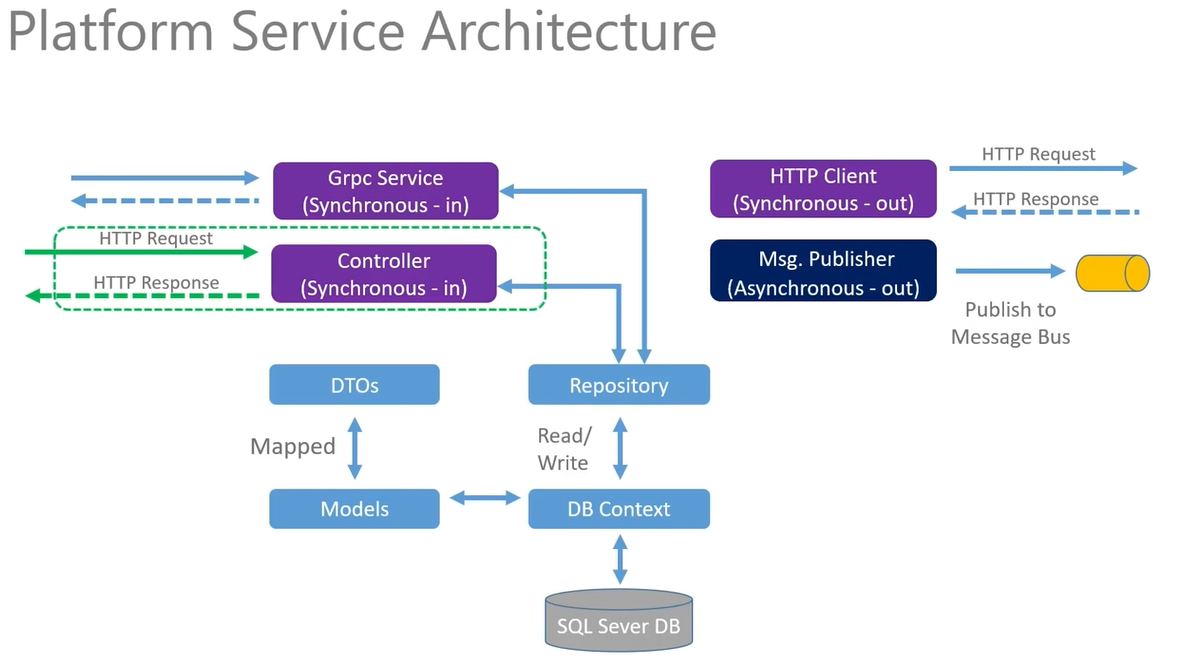 Platform Service Architecture
Grpc Service
(Synchronous - in)
HTTP Client
(Synchronous - out)
HTTP Request
HTTP Response
HTTP Request
HTTP Response
Controller
(Synchronous - in)
Msg. Publisher
(Asynchronous - out)
Publish to
Message Bus
DTOs
Repository
Mapped
Read/
Write
Models
DB Context
SQL Sever DB